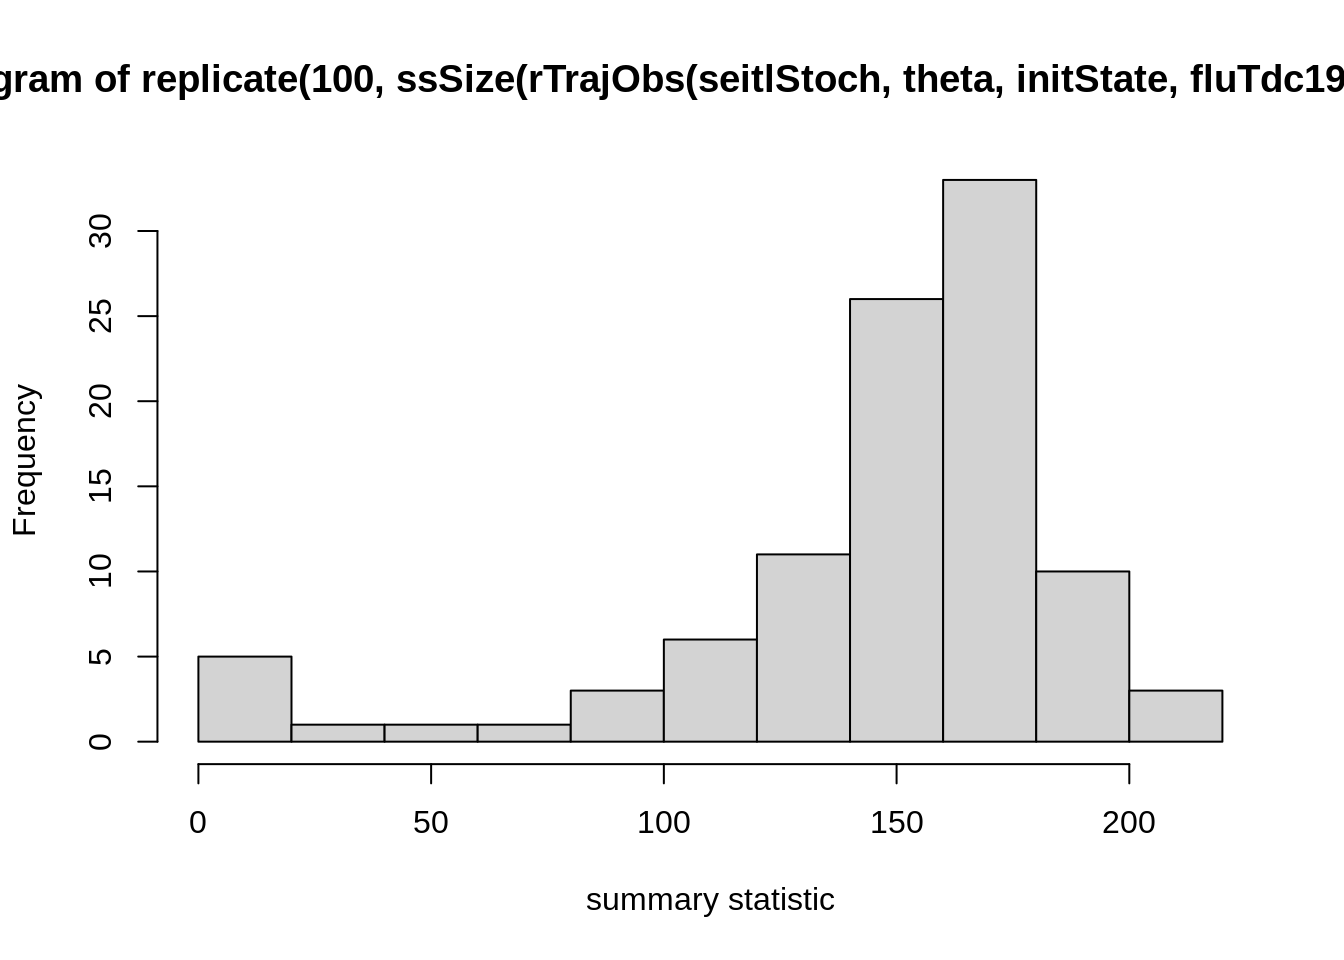 gram of replicate(100, ssSize(rTrajObs(seitlStoch, theta, initState, fluTdc19
30
25
20
15
10
5
0
Frequency
0 50 100 150 200
summary statistic